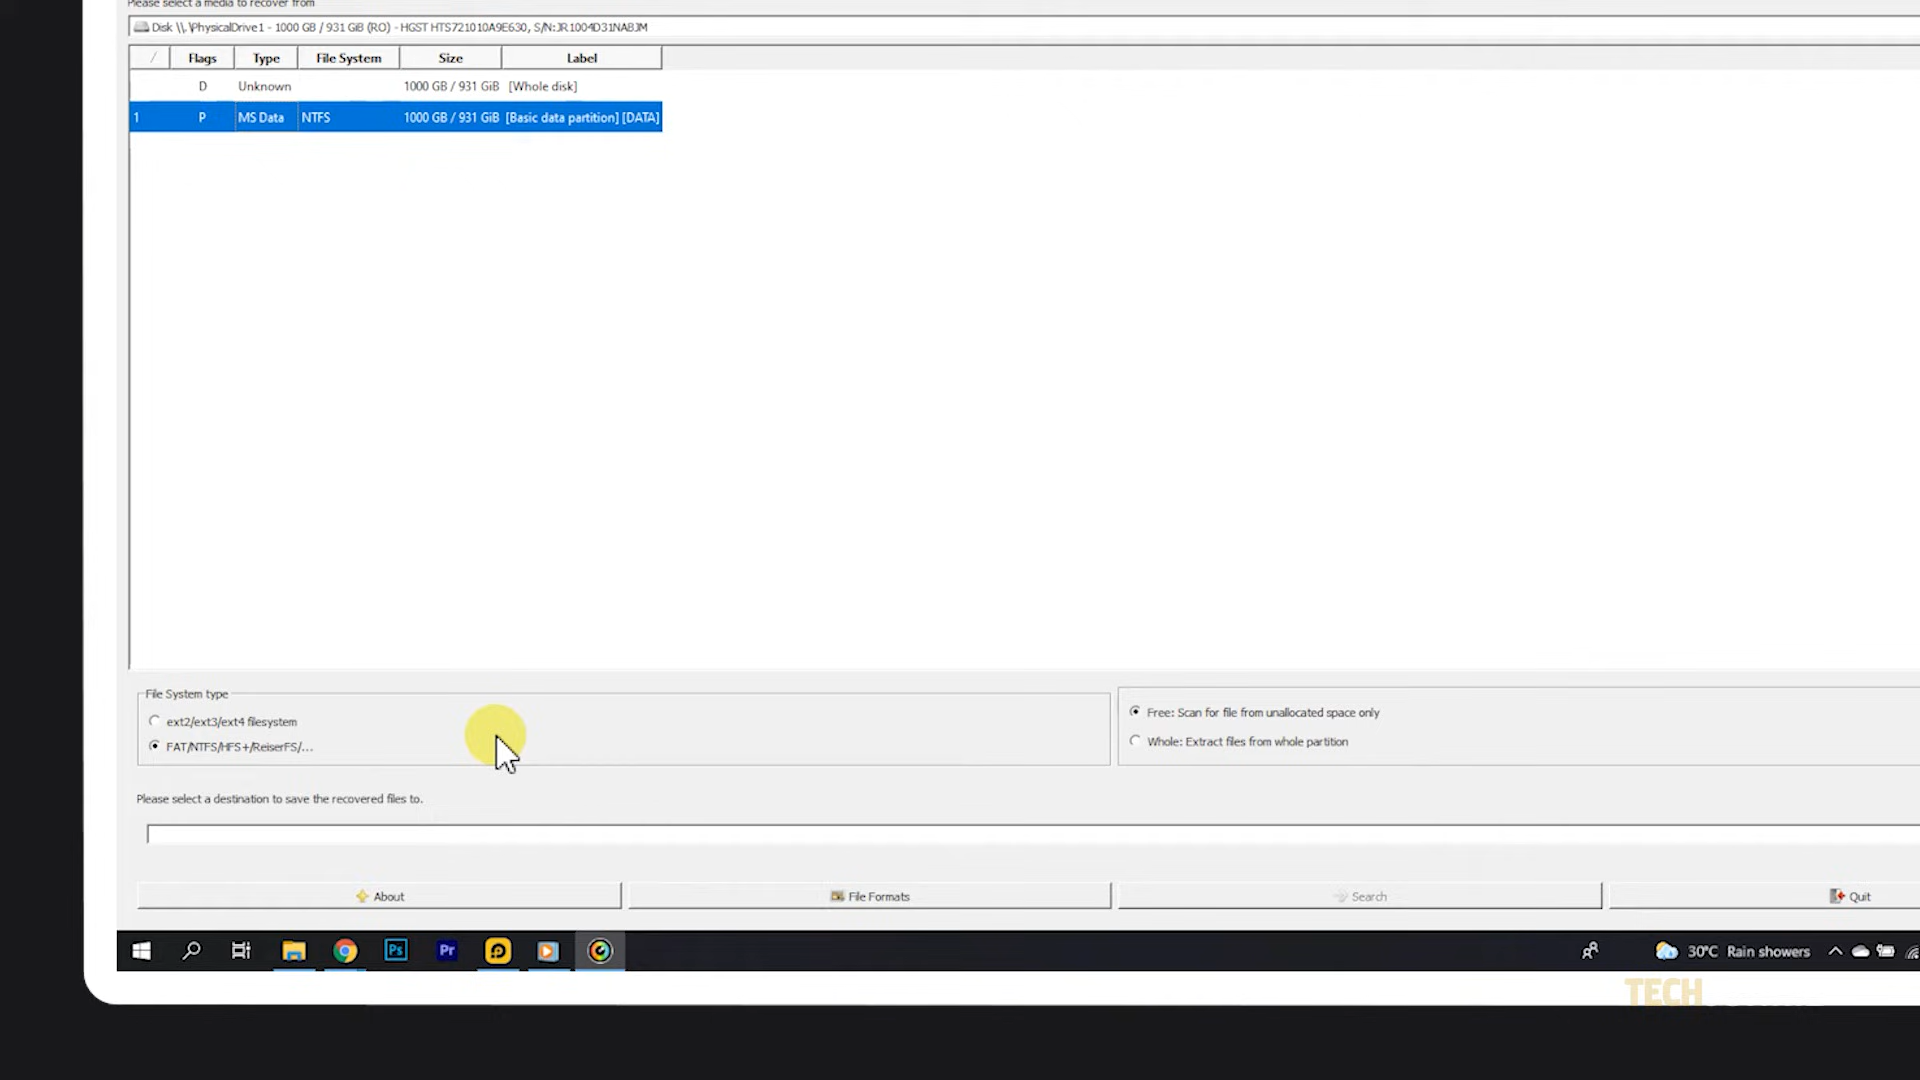 Please select a media to recover from
Disk \\.\PhysicalDrive1 - 1000 GB / 931 GiB (RO) - HGST HTS721010A9E630, S/N:JR1004D31NABJM
/ Flags Type File System Size Label
D Unknown 1000 GB / 931 GiB [Whole disk]
1 P MS Data NTFS 1000 GB / 931 GiB [Basic data partition] [DATA]
File System type
ext2/ext3/ext4 filesystem
FAT/NTFS/HFS+/ReiserFS/...
Free: Scan for file from unallocated space only
Whole: Extract files from whole partition
Please select a destination to save the recovered files to.
About File Formats Search Quit
Ps Pr 30°C Rain showers
TECH